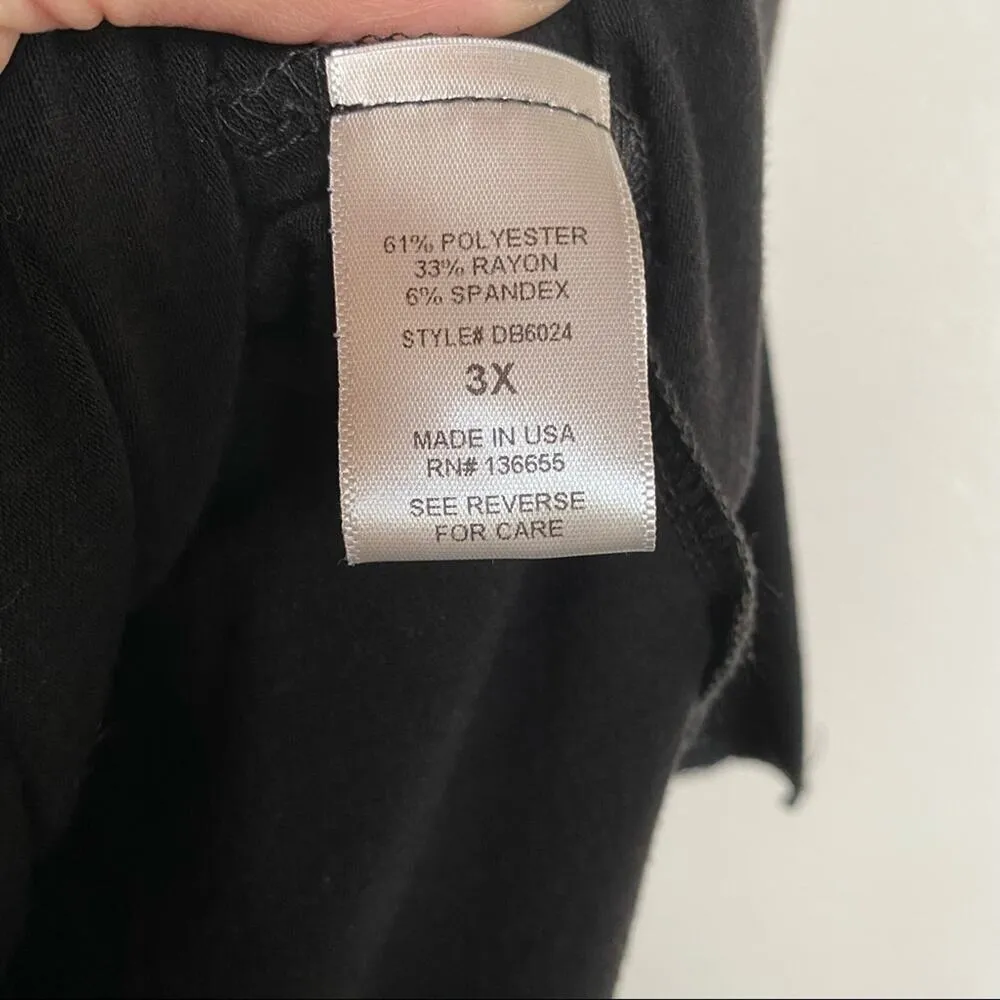 61% POLYESTER
33% RAYON
6% SPANDEX
STYLE# DB6024
3X
MADE IN USA
RN# 136655
SEE REVERSE
FOR CARE